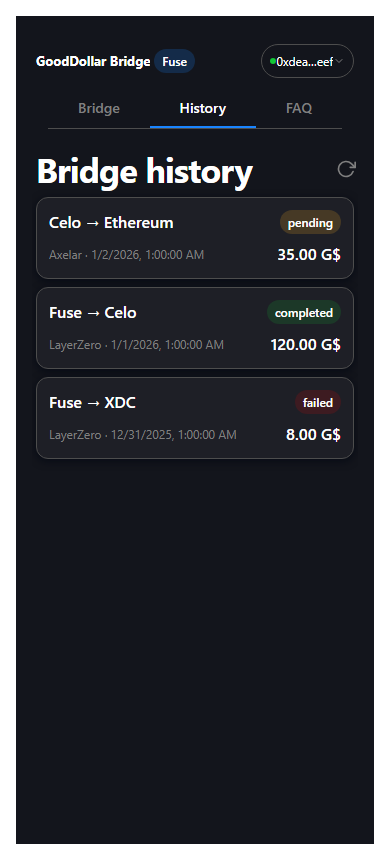 GoodDollar Bridge Fuse 0xdea...eef
Bridge History FAQ
Bridge history
Celo → Ethereum pending
Axelar · 1/2/2026, 1:00:00 AM 35.00 G$
Fuse → Celo completed
LayerZero · 1/1/2026, 1:00:00 AM 120.00 G$
Fuse → XDC failed
LayerZero · 12/31/2025, 1:00:00 AM 8.00 G$